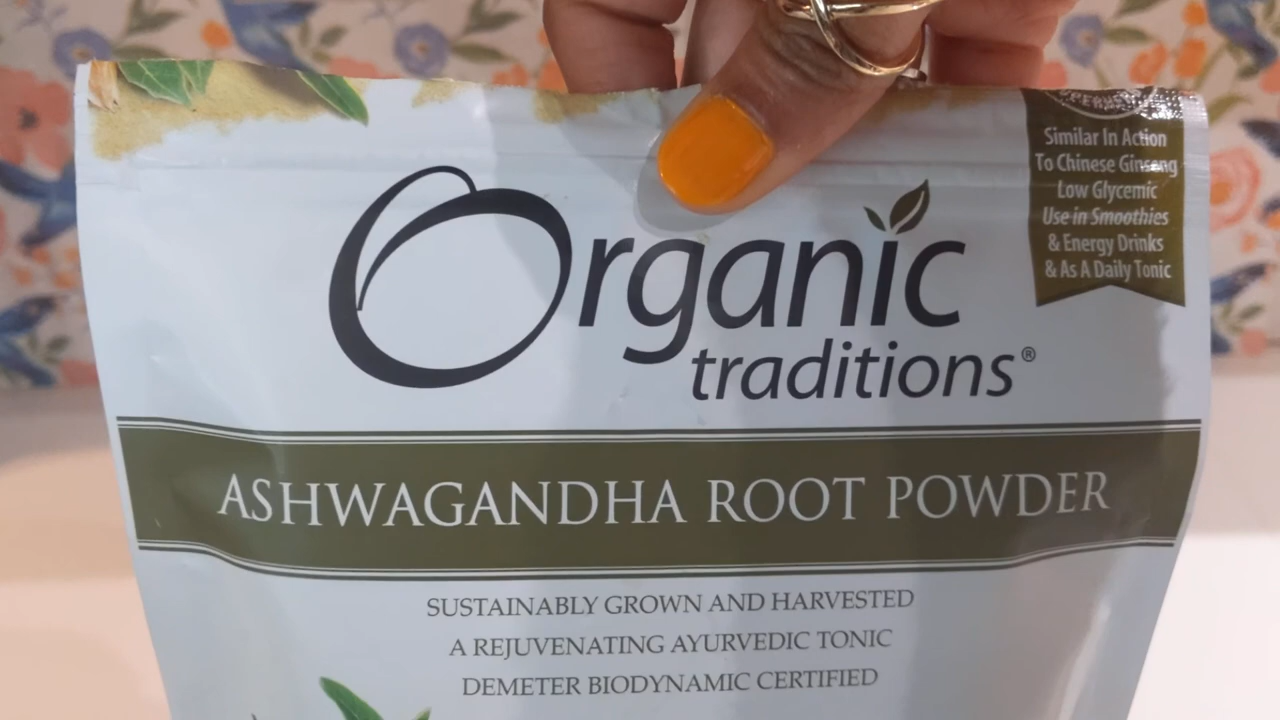 Organic
traditions®
Similar In Action
To Chinese Ginseng
Low Glycemic
Use in Smoothies
& Energy Drinks
& As A Daily Tonic
ASHWAGANDHA ROOT POWDER
SUSTAINABLY GROWN AND HARVESTED
A REJUVENATING AYURVEDIC TONIC
DEMETER BIODYNAMIC CERTIFIED